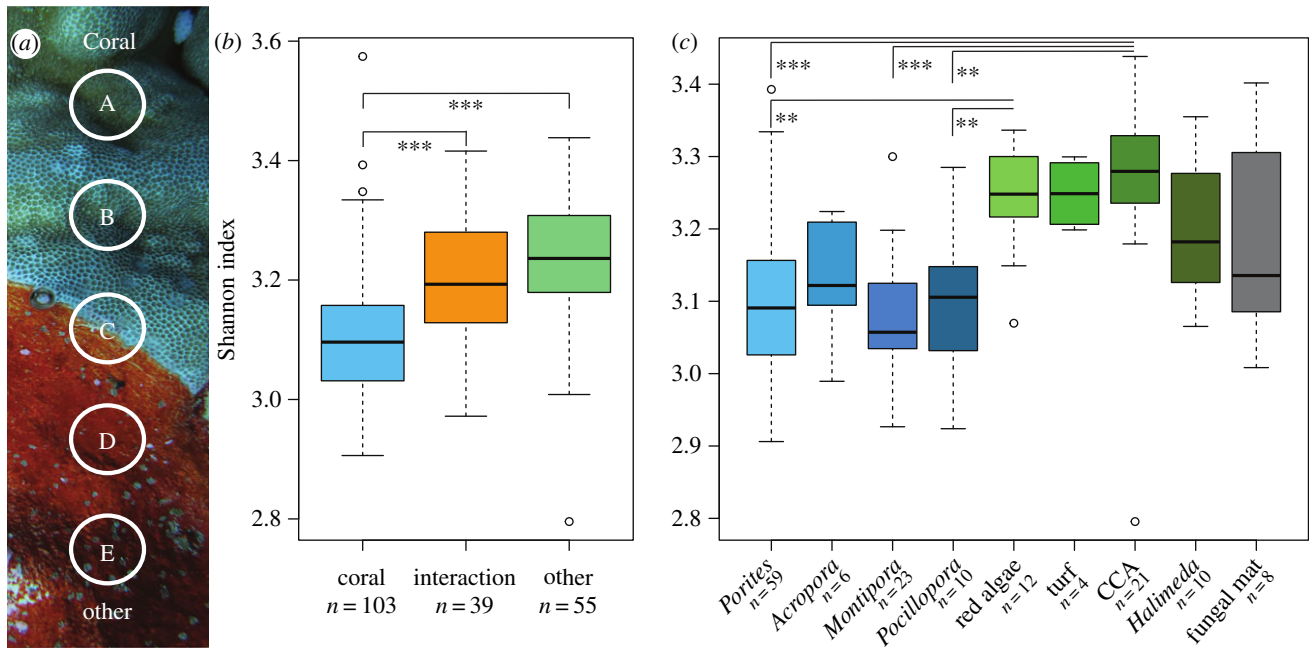 (a)
Coral
A
B
C
D
E
other
(b)
Shannon index
3.6
3.4
3.2
3.0
2.8
***
***
coral
n = 103
interaction
n = 39
other
n = 55
(c)
3.4
3.3
3.2
3.1
3.0
2.9
2.8
***
***
**
**
**
Porites
n = 59
Acropora
n = 6
Montipora
n = 23
Pocillopora
n = 10
red algae
n = 12
turf
n = 4
CCA
n = 21
Halimeda
n = 10
fungal mat
n = 8